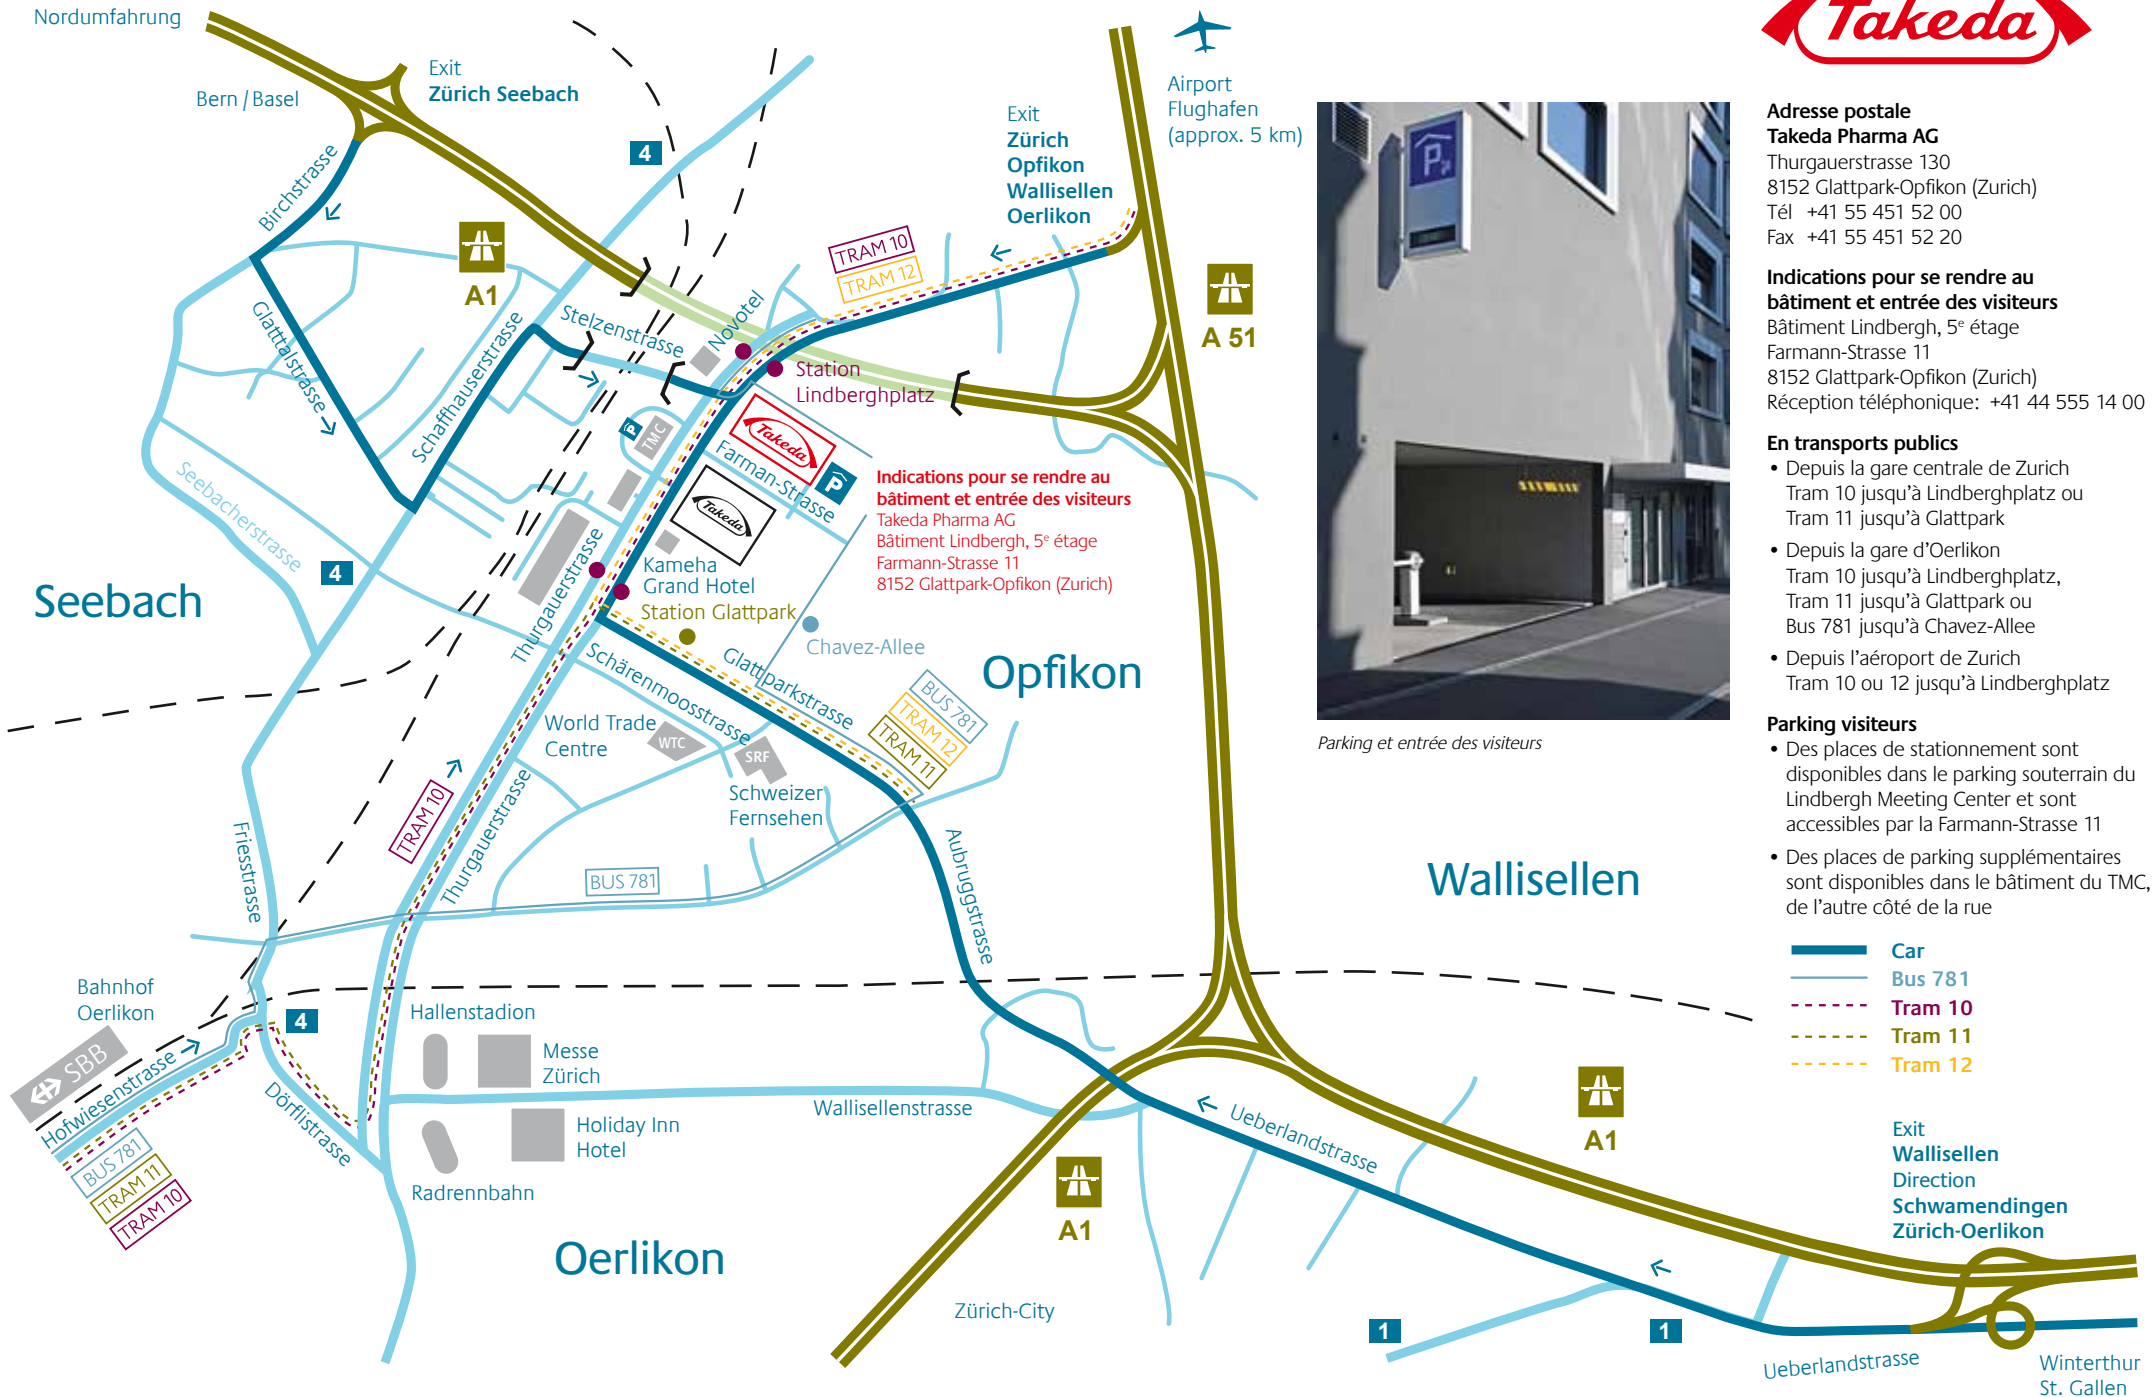 Nordumfahrung
Bern / Basel
Exit
Zürich Seebach
4
Birchstrasse
A1
Glattalstrasse
Schaffhauserstrasse
Stelzenstrasse
Novotel
TRAM 10
TRAM 12
Exit
Zürich
Opfikon
Wallisellen
Oerlikon
Airport
Flughafen
(approx. 5 km)
A 51
Station
Lindberghplatz
P
TMC
Takeda
Farman-Strasse
P
Takeda
Indications pour se rendre au
bâtiment et entrée des visiteurs
Takeda Pharma AG
Bâtiment Lindbergh, 5e étage
Farmann-Strasse 11
8152 Glattpark-Opfikon (Zurich)
Seebacherstrasse
4
Seebach
Thurgauerstrasse
Kameha
Grand Hotel
Station Glattpark
Chavez-Allee
Opfikon
Schärenmoosstrasse
Glattparkstrasse
BUS 781
TRAM 12
TRAM 11
World Trade
Centre
WTC
SRF
Schweizer
Fernsehen
TRAM 10
Thurgauerstrasse
Friesstrasse
BUS 781
Aubruggstrasse
Wallisellen
Bahnhof
Oerlikon
SBB
4
Hofwiesenstrasse
Dörflistrasse
BUS 781
TRAM 11
TRAM 10
Hallenstadion
Messe
Zürich
Holiday Inn
Hotel
Radrennbahn
Wallisellenstrasse
Oerlikon
Zürich-City
A1
Ueberlandstrasse
A1
1
1
Ueberlandstrasse
Exit
Wallisellen
Direction
Schwamendingen
Zürich-Oerlikon
Winterthur
St. Gallen
P
Parking et entrée des visiteurs
Takeda
Adresse postale
Takeda Pharma AG
Thurgauerstrasse 130
8152 Glattpark-Opfikon (Zurich)
Tél +41 55 451 52 00
Fax +41 55 451 52 20
Indications pour se rendre au
bâtiment et entrée des visiteurs
Bâtiment Lindbergh, 5e étage
Farmann-Strasse 11
8152 Glattpark-Opfikon (Zurich)
Réception téléphonique: +41 44 555 14 00
En transports publics
• Depuis la gare centrale de Zurich
Tram 10 jusqu'à Lindberghplatz ou
Tram 11 jusqu'à Glattpark
• Depuis la gare d'Oerlikon
Tram 10 jusqu'à Lindberghplatz,
Tram 11 jusqu'à Glattpark ou
Bus 781 jusqu'à Chavez-Allee
• Depuis l'aéroport de Zurich
Tram 10 ou 12 jusqu'à Lindberghplatz
Parking visiteurs
• Des places de stationnement sont
disponibles dans le parking souterrain du
Lindbergh Meeting Center et sont
accessibles par la Farmann-Strasse 11
• Des places de parking supplémentaires
sont disponibles dans le bâtiment du TMC,
de l'autre côté de la rue
Car
Bus 781
Tram 10
Tram 11
Tram 12